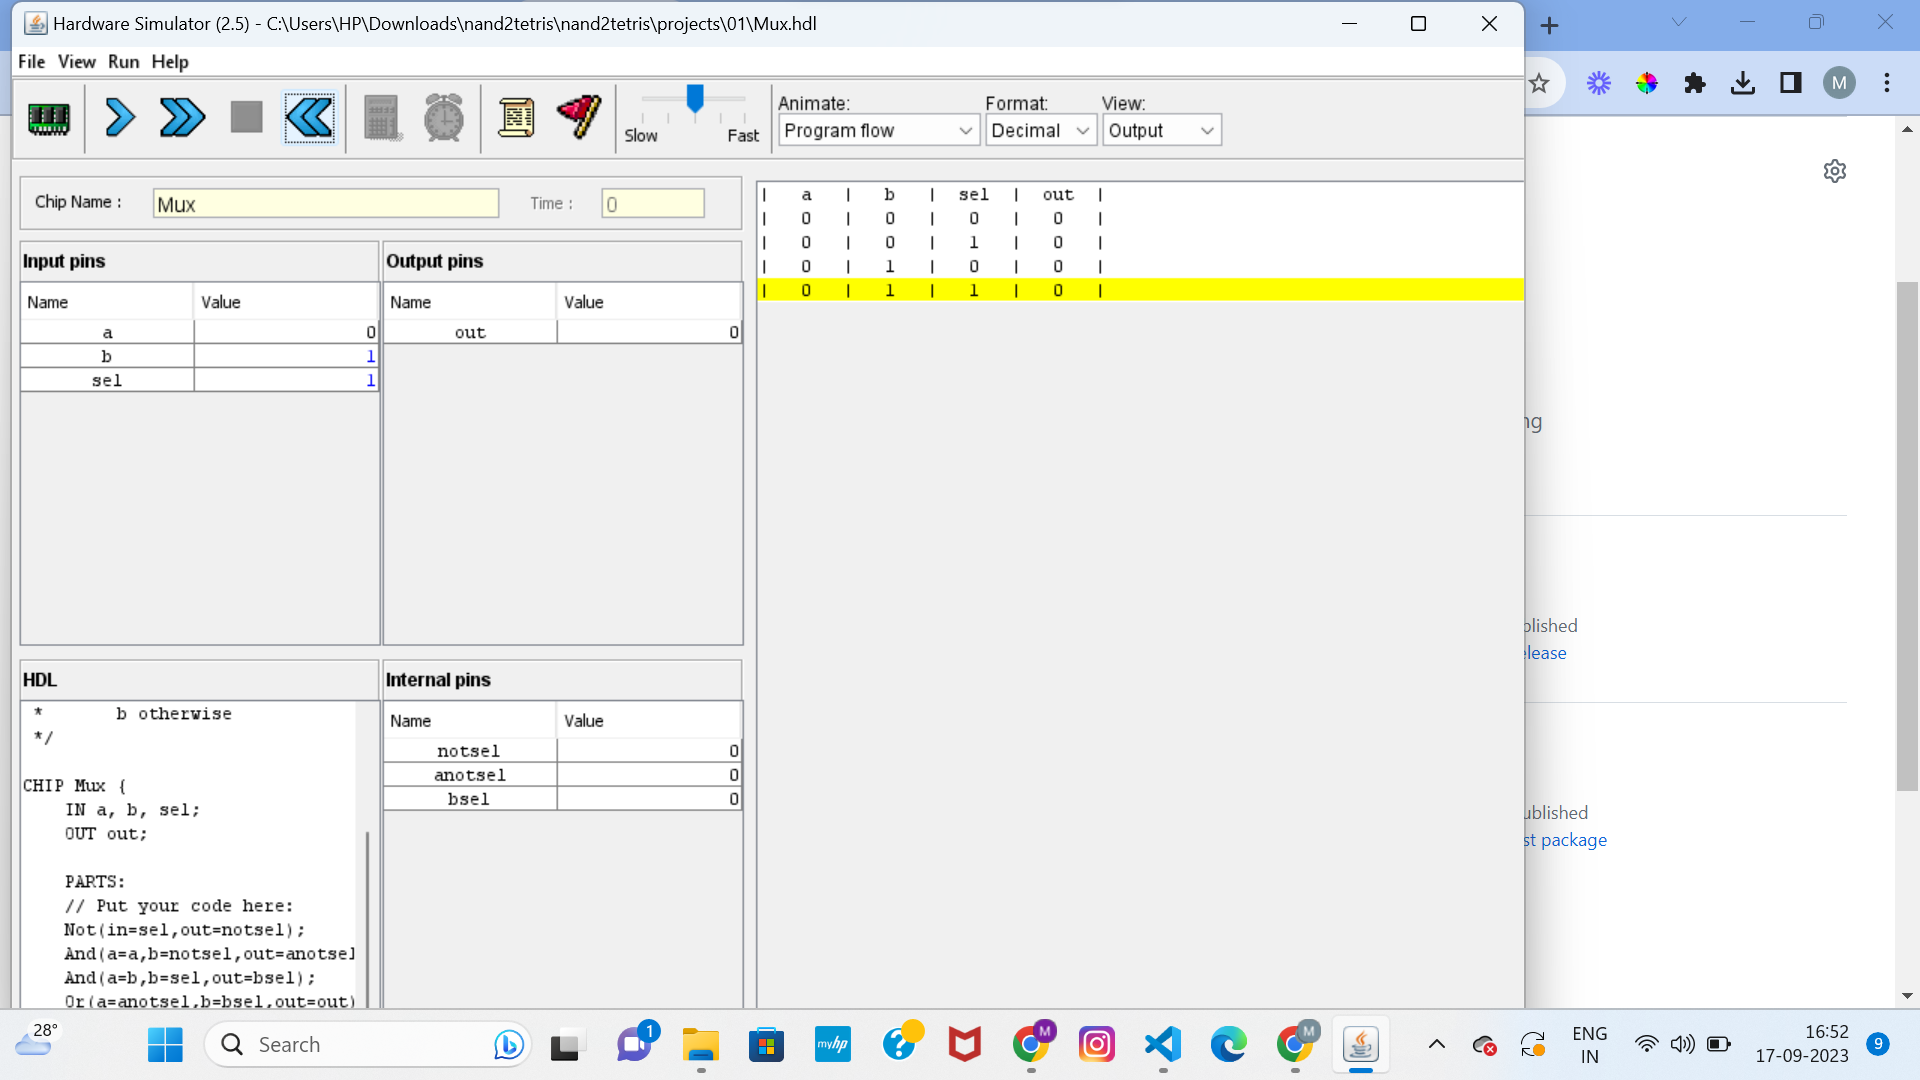 Hardware Simulator (2.5) - C:\Users\HP\Downloads\nand2tetris\nand2tetris\projects\01\Mux.hdl
File View Run Help
Slow Fast
Animate: Format: View:
Program flow Decimal Output
M
Chip Name : Mux Time : 0
| a | b | sel | out |
| 0 | 0 | 0 | 0 |
| 0 | 0 | 1 | 0 |
| 0 | 1 | 0 | 0 |
| 0 | 1 | 1 | 0 |
Input pins
Name Value
a 0
b 1
sel 1
Output pins
Name Value
out 0
HDL
* b otherwise
*/
CHIP Mux {
IN a, b, sel;
OUT out;
PARTS:
// Put your code here:
Not(in=sel,out=notsel);
And(a=a,b=notsel,out=anotsel
And(a=b,b=sel,out=bsel);
Or(a=anotsel,b=bsel,out=out)
Internal pins
Name Value
notsel 0
anotsel 0
bsel 0
ng
blished
elease
ublished
st package
28°
Search
1
myhp
M
M
ENG
IN
16:52
17-09-2023
9